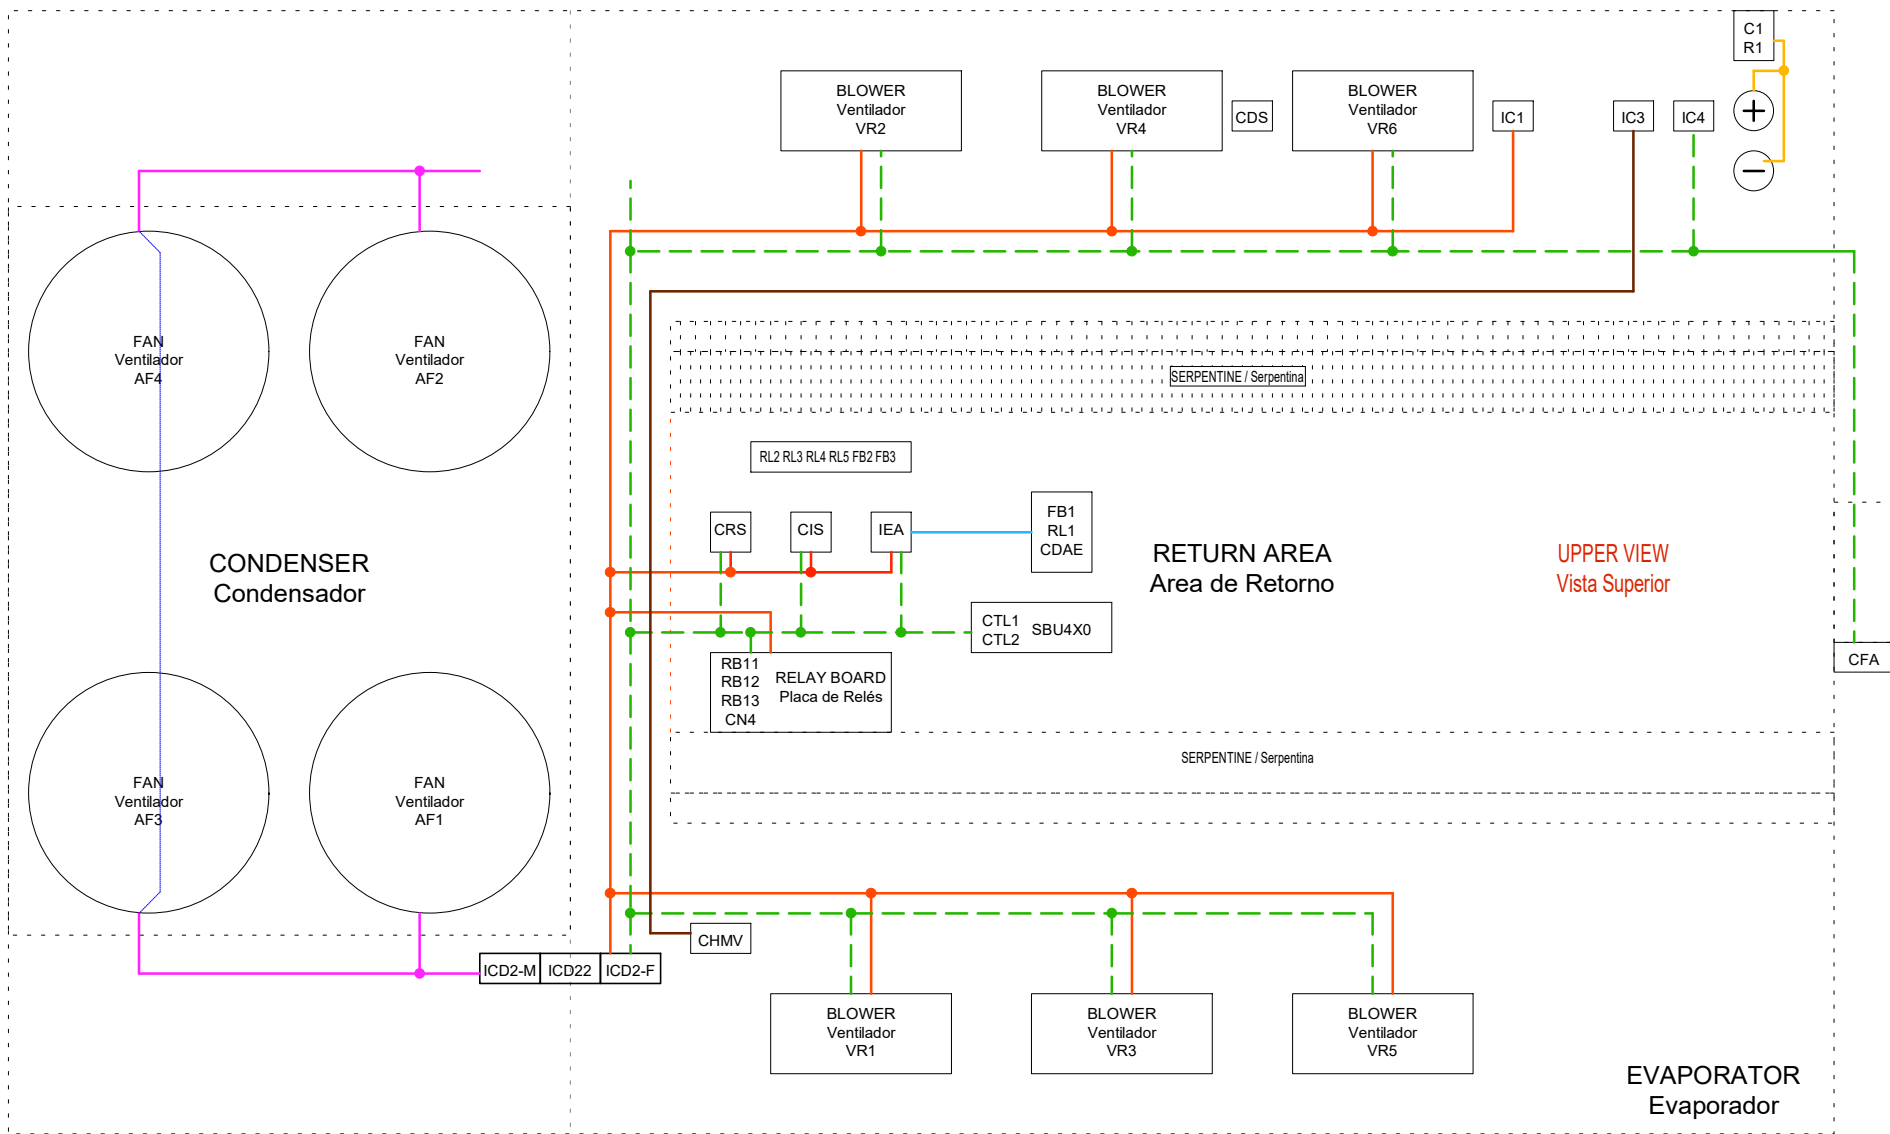 C1
R1
BLOWER
Ventilador
VR2
BLOWER
Ventilador
VR4
CDS
BLOWER
Ventilador
VR6
IC1
IC3
IC4
+
−
FAN
Ventilador
AF4
FAN
Ventilador
AF2
SERPENTINE / Serpentina
RL2 RL3 RL4 RL5 FB2 FB3
CRS
CIS
IEA
FB1
RL1
CDAE
CONDENSER
Condensador
RETURN AREA
Area de Retorno
UPPER VIEW
Vista Superior
CTL1
CTL2
SBU4X0
CFA
RB11
RB12
RB13
CN4
RELAY BOARD
Placa de Relés
SERPENTINE / Serpentina
FAN
Ventilador
AF3
FAN
Ventilador
AF1
CHMV
ICD2-M
ICD22
ICD2-F
BLOWER
Ventilador
VR1
BLOWER
Ventilador
VR3
BLOWER
Ventilador
VR5
EVAPORATOR
Evaporador